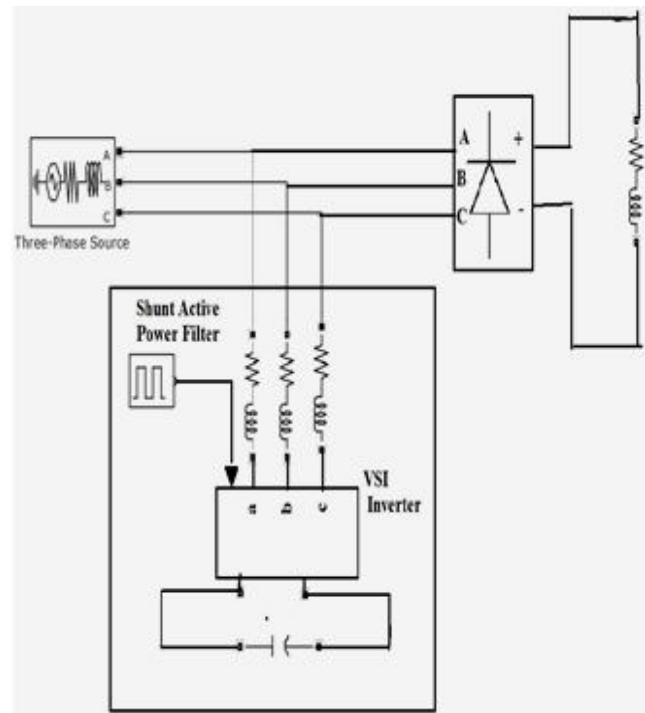 A
B
C
Three-Phase Source
A
B
C
+
-
Shunt Active
Power Filter
VSI
Inverter
a
b
c